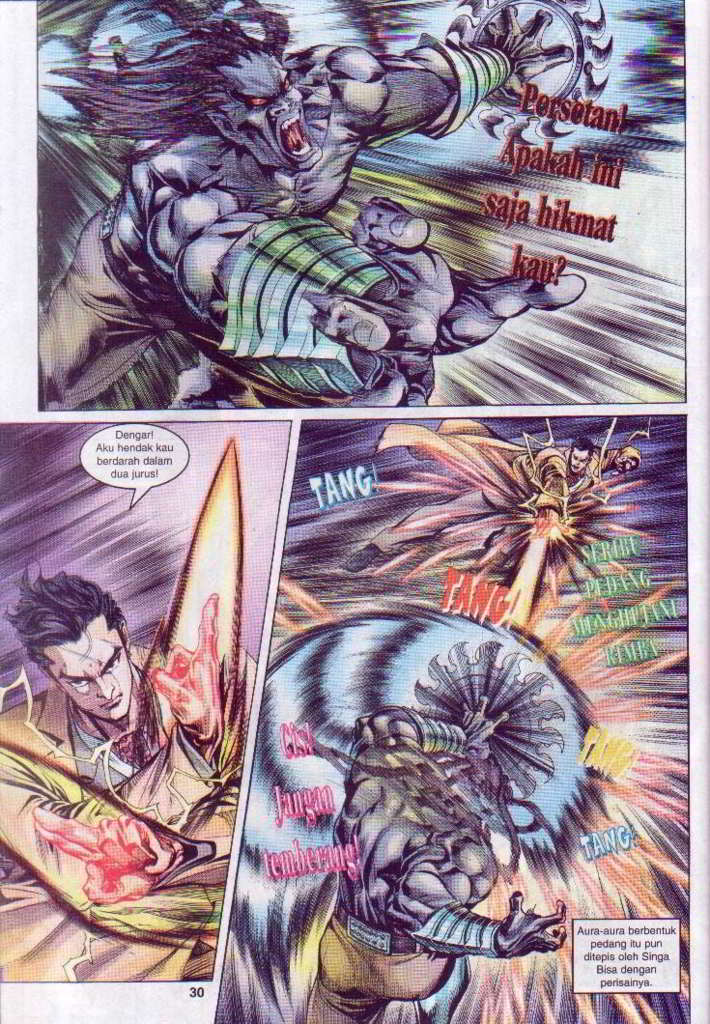 Persetan!
Apakah ini
saja hikmat
kau?
Dengar!
Aku hendak kau
berdarah dalam
dua jurus!
TANG!
SERIBU
PEDANG
MENGHUJANI
RIMBA
TANG
TANG
TANG!
Cis!
Jangan
temberang!
Aura-aura berbentuk
pedang itu pun
ditepis oleh Singa
Bisa dengan
perisainya.
30